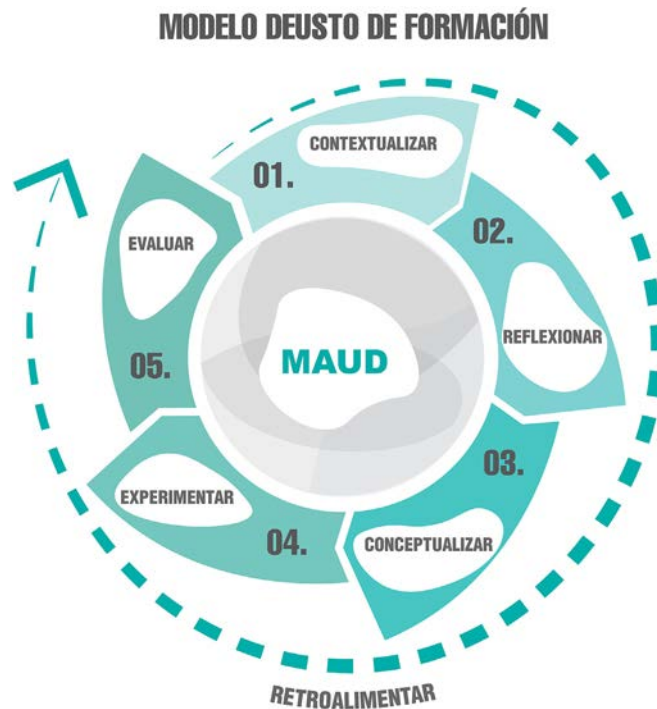 MODELO DEUSTO DE FORMACIÓN
01.
CONTEXTUALIZAR
02.
REFLEXIONAR
03.
CONCEPTUALIZAR
04.
EXPERIMENTAR
05.
EVALUAR
MAUD
RETROALIMENTAR